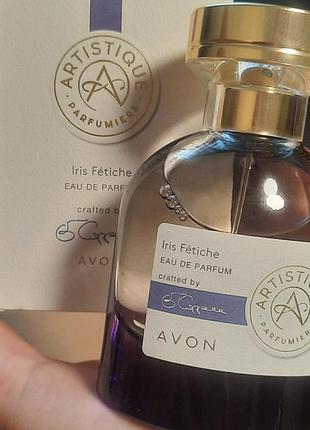 ARTISTIQUE
PARFUMIERS
Iris Fétiche
EAU DE PARF
crafted by
AVON
Iris Fétiche
EAU DE PARFUM
crafted by
AVON
ARTISTIQUE
PARFUMIERS